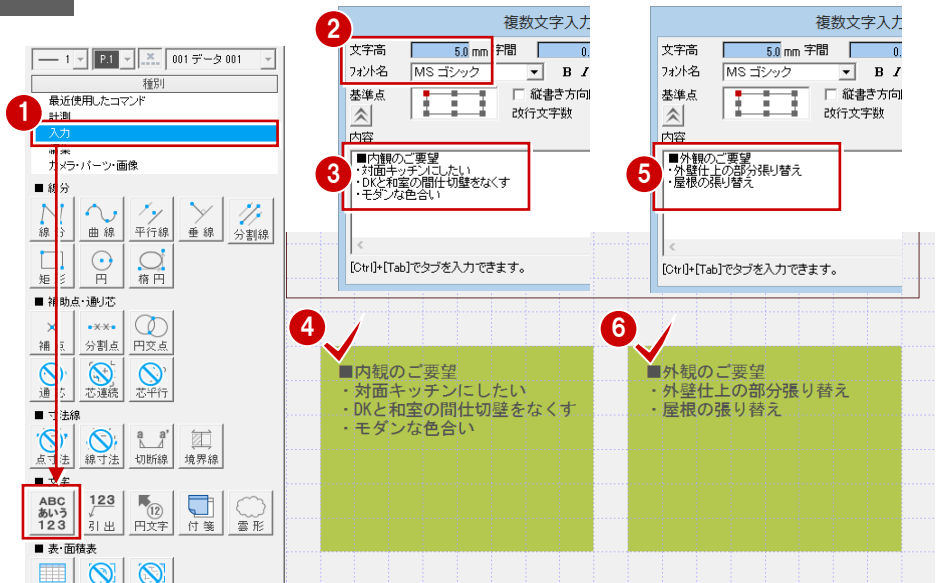 1
P.1
001 データ 001
種別
最近使用したコマンド
計測
入力
編集
カメラ・パーツ・画像
■ 線分
線分
曲線
平行線
垂線
分割線
矩形
円
楕円
■ 補助点・通り芯
補点
分割点
円交点
通芯
芯連続
芯平行
■ 寸法線
点寸法
線寸法
a a'
切断線
境界線
■ 文字
ABC
あいう
123
123
引出
12
円文字
付箋
雲形
■ 表・面積表
1
2
複数文字入力
文字高 5.0 mm 字間 0.
フォント名 MS ゴシック B I
基準点
縦書き方向
改行文字数
内容
3
■内観のご要望
・対面キッチンにしたい
・DKと和室の間仕切壁をなくす
・モダンな色合い
[Ctrl]+[Tab]でタブを入力できます。
複数文字入力
文字高 5.0 mm 字間 0.
フォント名 MS ゴシック B I
基準点
縦書き方向
改行文字数
内容
5
■外観のご要望
・外壁仕上の部分張り替え
・屋根の張り替え
[Ctrl]+[Tab]でタブを入力できます。
4
■内観のご要望
・対面キッチンにしたい
・DKと和室の間仕切壁をなくす
・モダンな色合い
6
■外観のご要望
・外壁仕上の部分張り替え
・屋根の張り替え